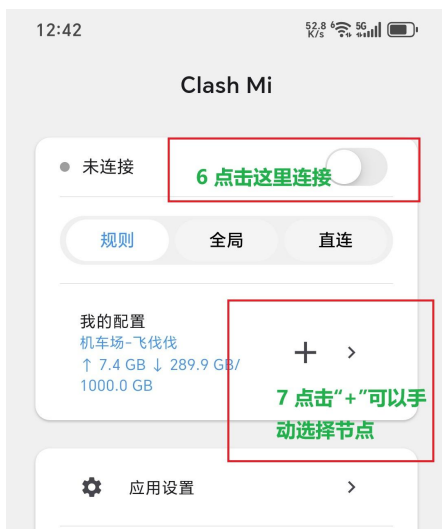 12:42
52.8 K/s 6 5G
Clash Mi
未连接
6 点击这里连接
规则 全局 直连
我的配置
机车场-飞伐伐
↑ 7.4 GB ↓ 289.9 GB/
1000.0 GB
7 点击“+”可以手
动选择节点
应用设置